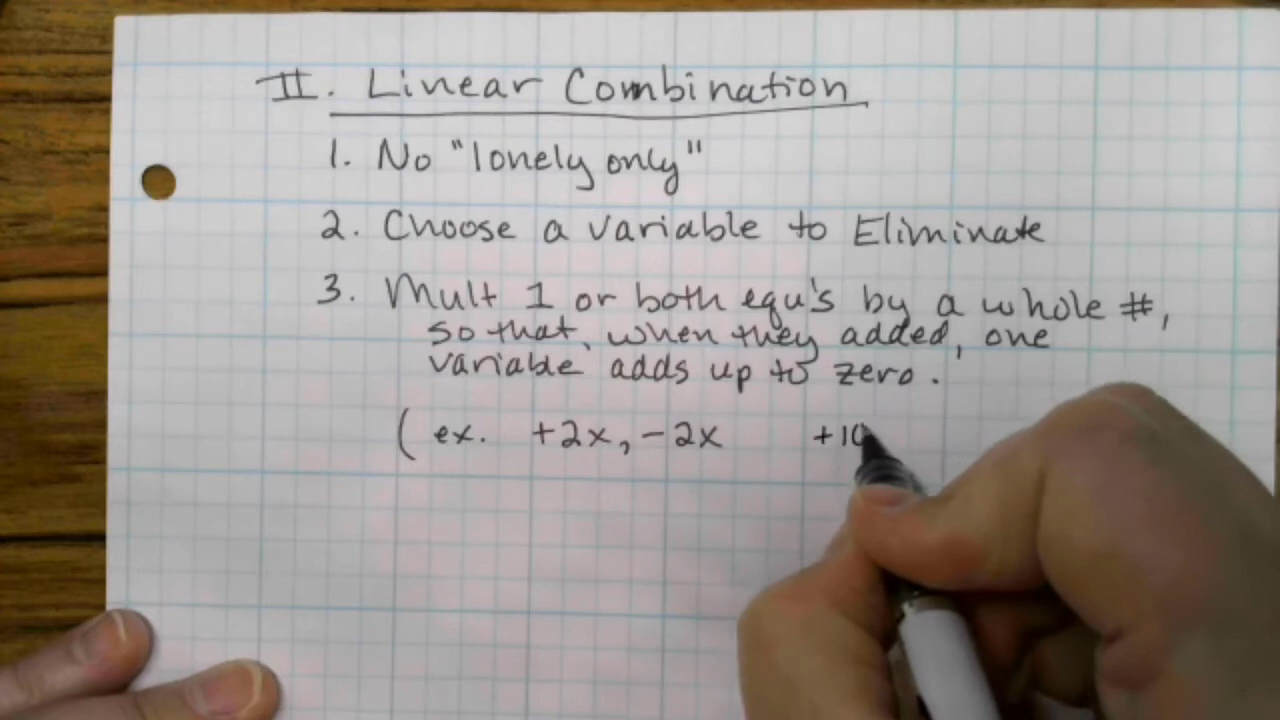 II. Linear Combination
1. No "lonely only"
2. Choose a variable to Eliminate
3. Mult 1 or both equ's by a whole #,
so that, when they added, one
variable adds up to zero.
( ex. +2x, -2x +10